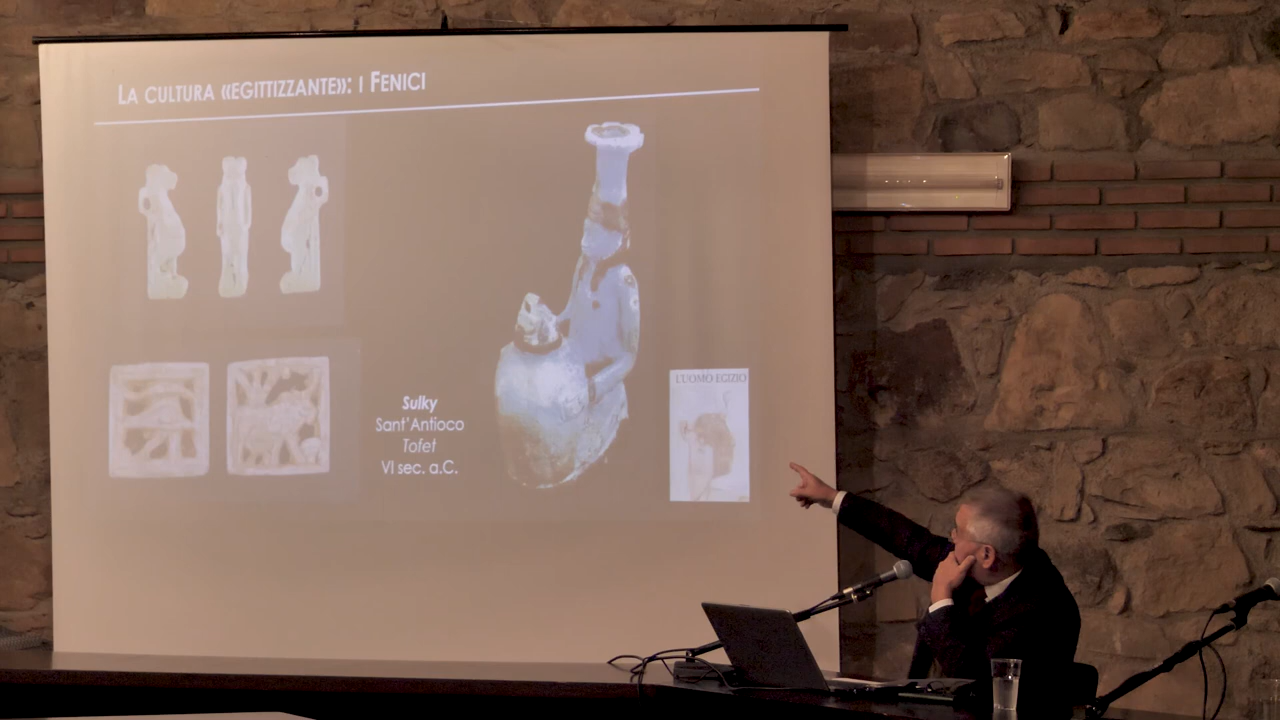 LA CULTURA «EGITTIZZANTE»: I FENICI
Sulky
Sant'Antioco
Tofet
VI sec. a.C.
L'UOMO EGIZIO